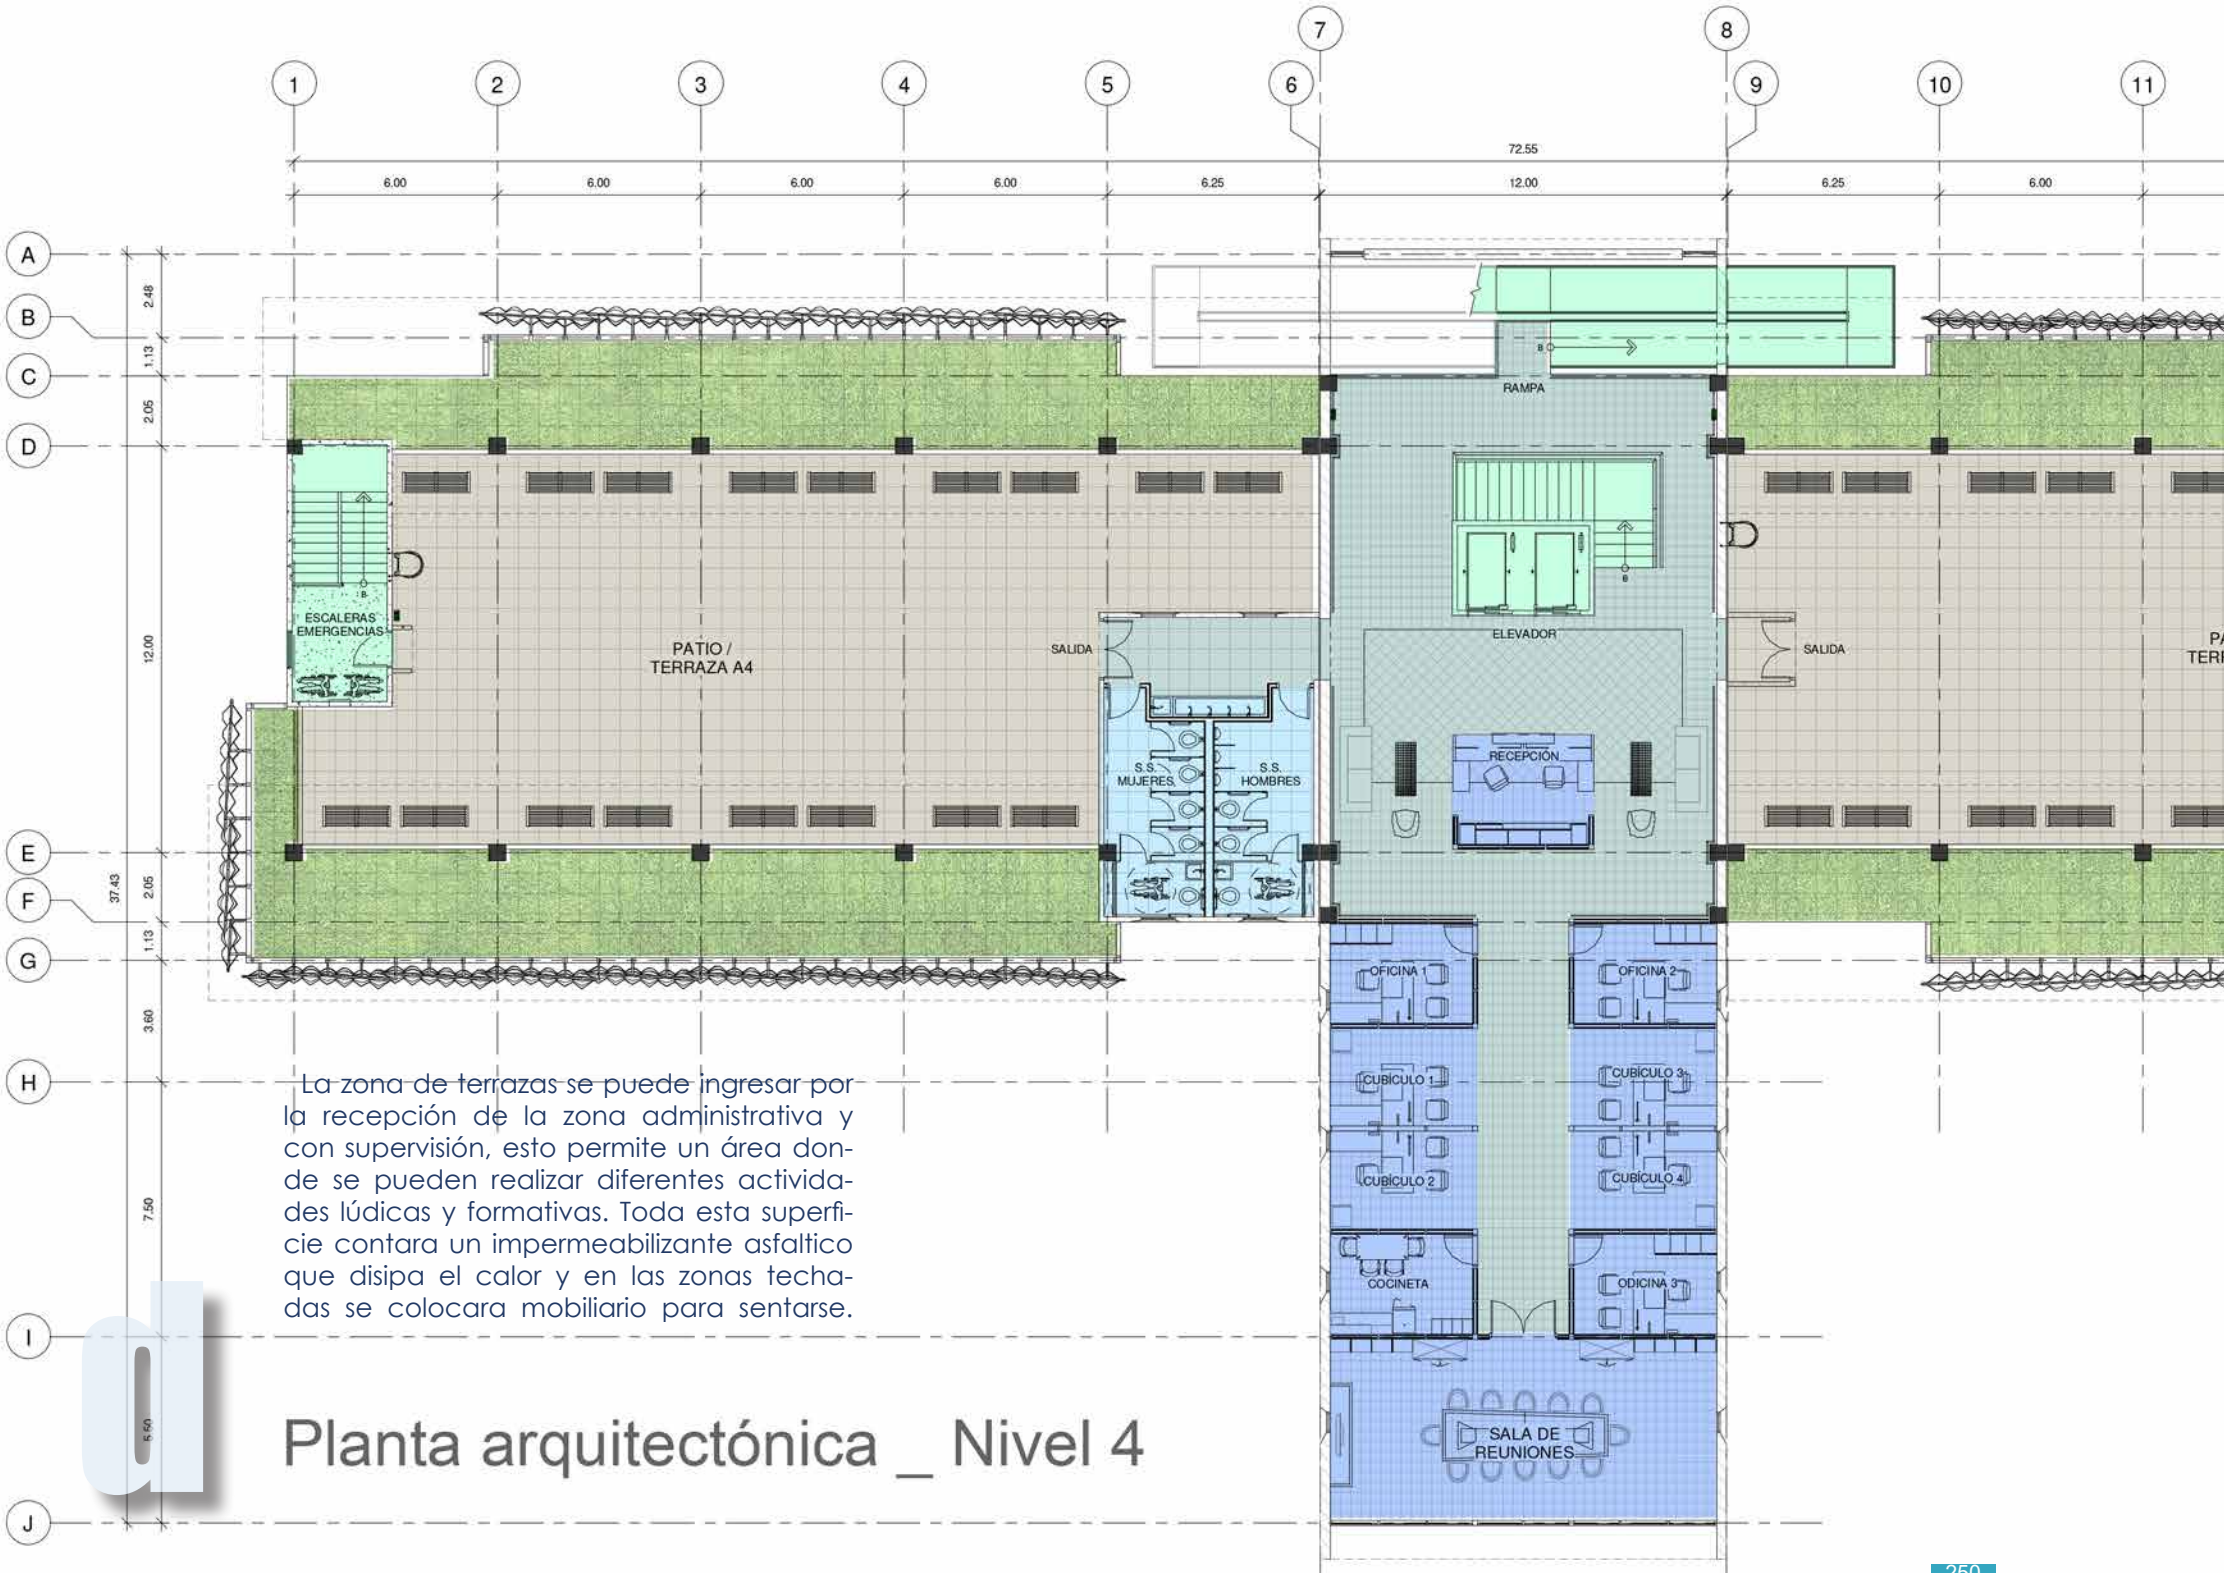 7 8
1 2 3 4 5 6 9 10 11
72.55
6.00 6.00 6.00 6.00 6.25 12.00 6.25 6.00
A
2.48
B
1.13
C
2.05
D
12.00
E
37.43
2.05
F
1.13
G
3.60
H
7.50
I
5.50
J
B
RAMPA
B
B
ESCALERAS
EMERGENCIAS
PATIO /
TERRAZA A4
SALIDA
ELEVADOR
SALIDA
PA
TERR
S.S.
MUJERES
S.S.
HOMBRES
RECEPCIÓN
OFICINA 1
OFICINA 2
CUBÍCULO 1
CUBÍCULO 3
CUBÍCULO 2
CUBÍCULO 4
COCINETA
ODICINA 3
SALA DE
REUNIONES
La zona de terrazas se puede ingresar por
la recepción de la zona administrativa y
con supervisión, esto permite un área don-
de se pueden realizar diferentes activida-
des lúdicas y formativas. Toda esta superfi-
cie contara un impermeabilizante asfaltico
que disipa el calor y en las zonas techa-
das se colocara mobiliario para sentarse.
d
Planta arquitectónica _ Nivel 4